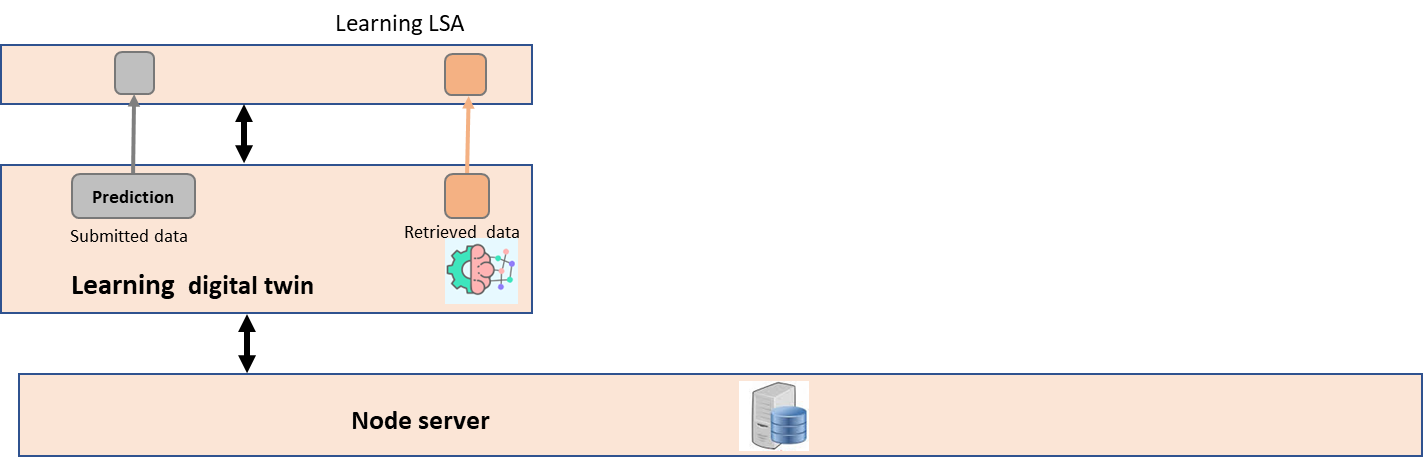 Learning LSA
Prediction
Submitted data
Retrieved data
Learning digital twin
Node server